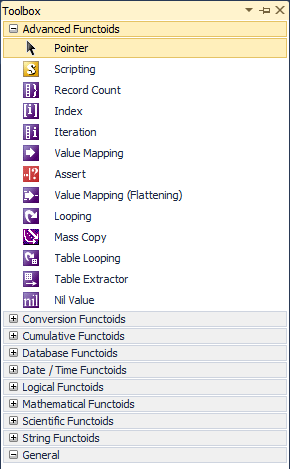 Toolbox
Advanced Functoids
Pointer
Scripting
Record Count
Index
Iteration
Value Mapping
Assert
Value Mapping (Flattening)
Looping
Mass Copy
Table Looping
Table Extractor
nil Nil Value
Conversion Functoids
Cumulative Functoids
Database Functoids
Date / Time Functoids
Logical Functoids
Mathematical Functoids
Scientific Functoids
String Functoids
General